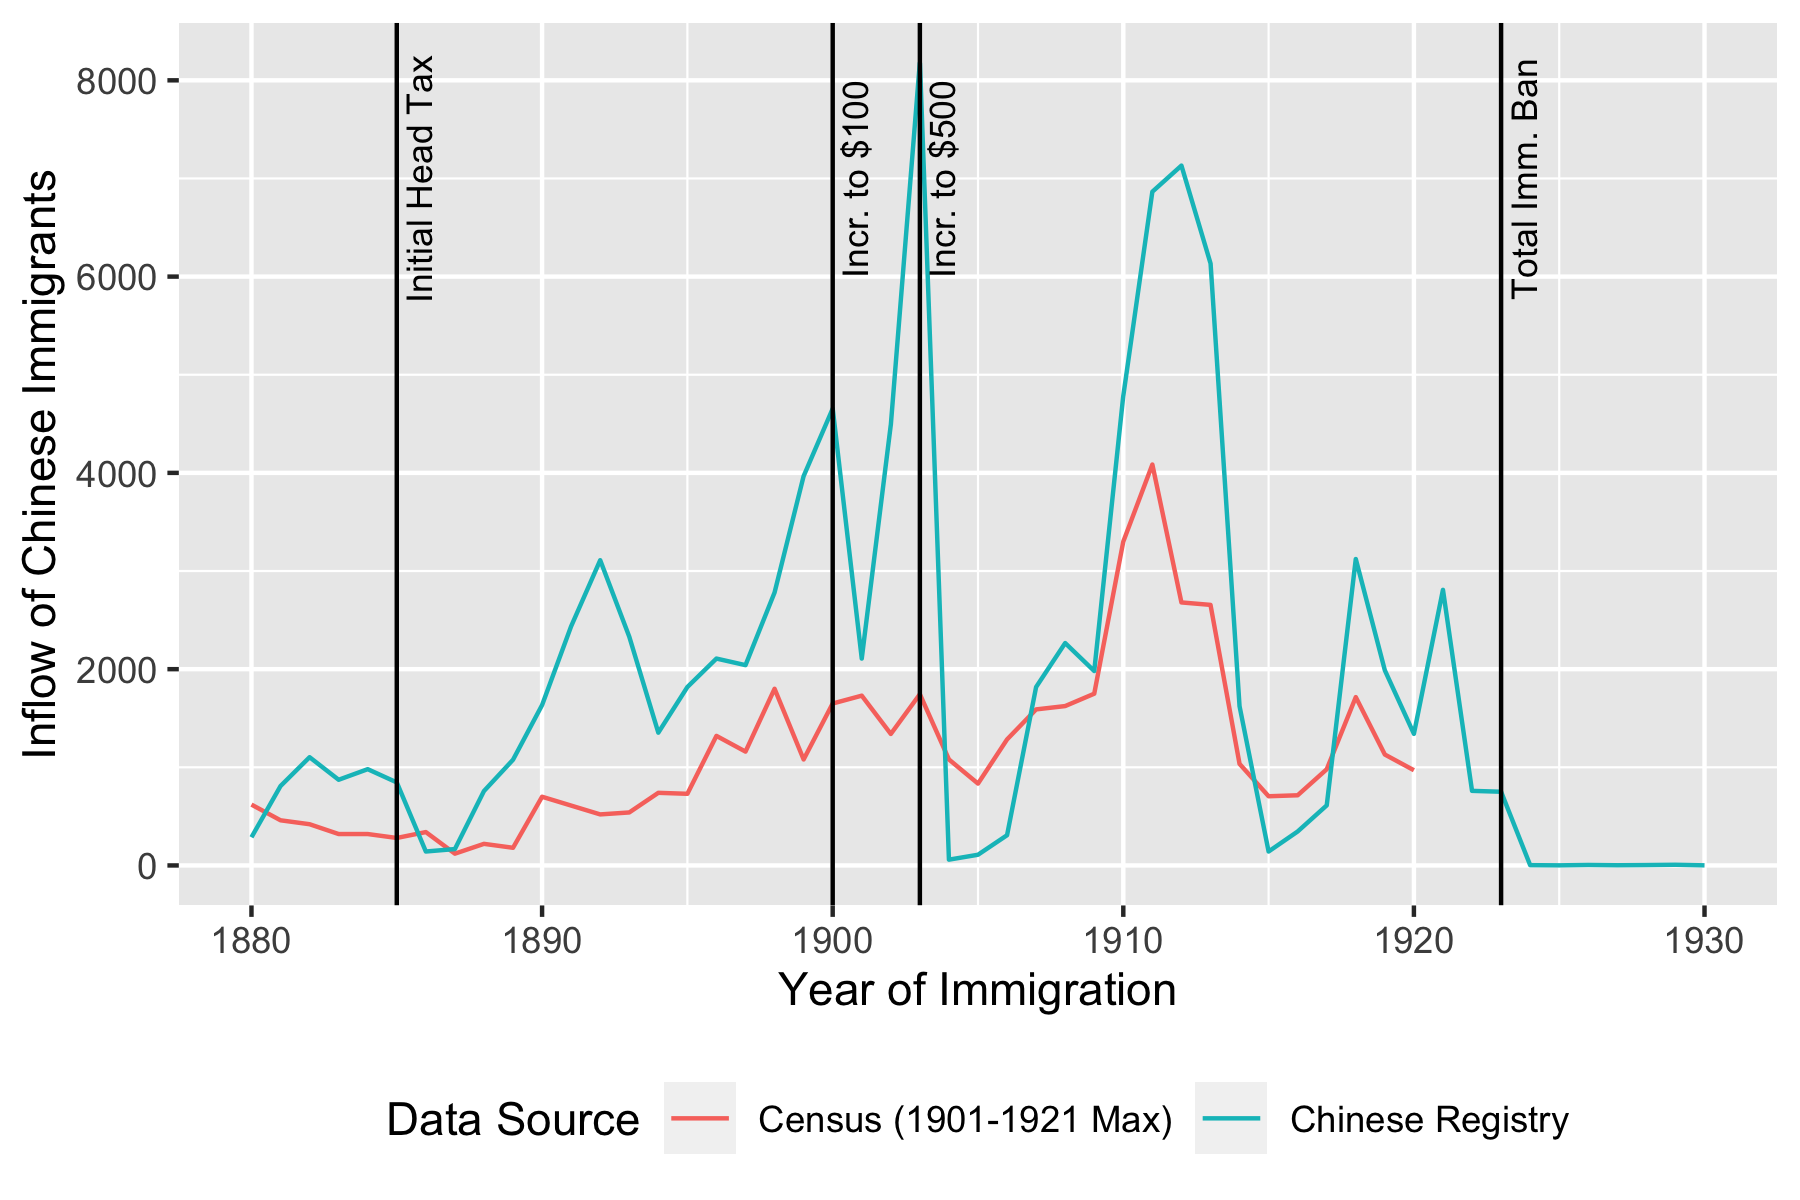 Inflow of Chinese Immigrants
8000
6000
4000
2000
0
Initial Head Tax
Incr. to $100
Incr. to $500
Total Imm. Ban
1880
1890
1900
1910
1920
1930
Year of Immigration
Data Source
Census (1901-1921 Max)
Chinese Registry